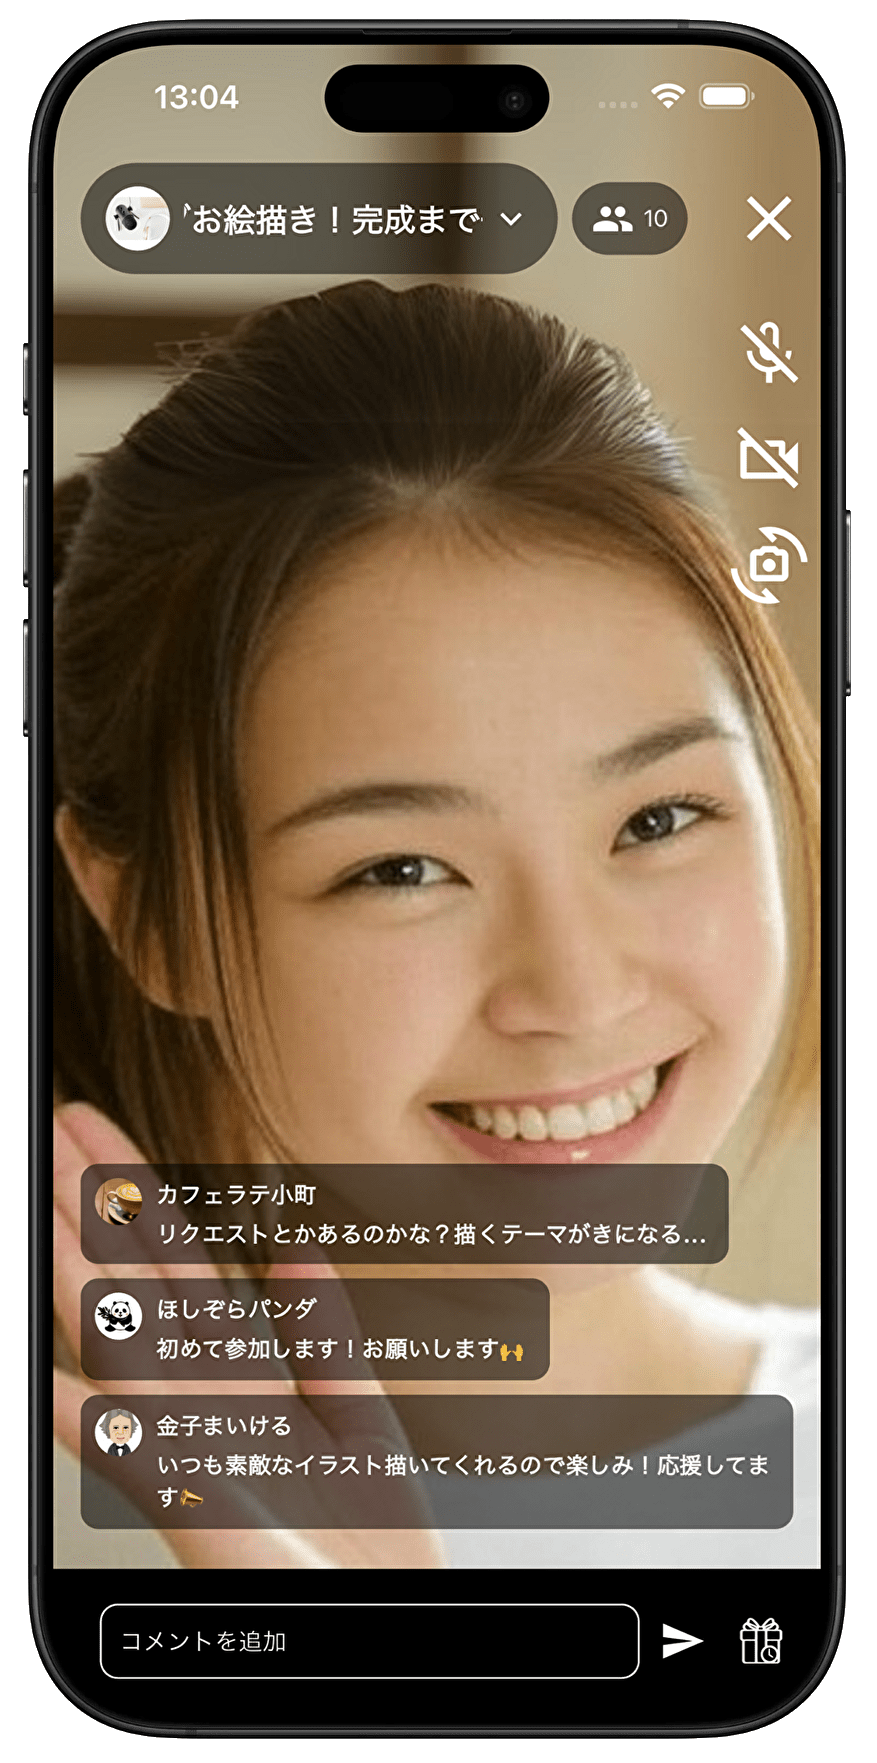 13:04
お絵描き！完成まで
10
カフェラテ小町
リクエストとかあるのかな？描くテーマがきになる...
ほしぞらパンダ
初めて参加します！お願いします🙌
金子まいける
いつも素敵なイラスト描いてくれるので楽しみ！応援してま
す📣
コメントを追加